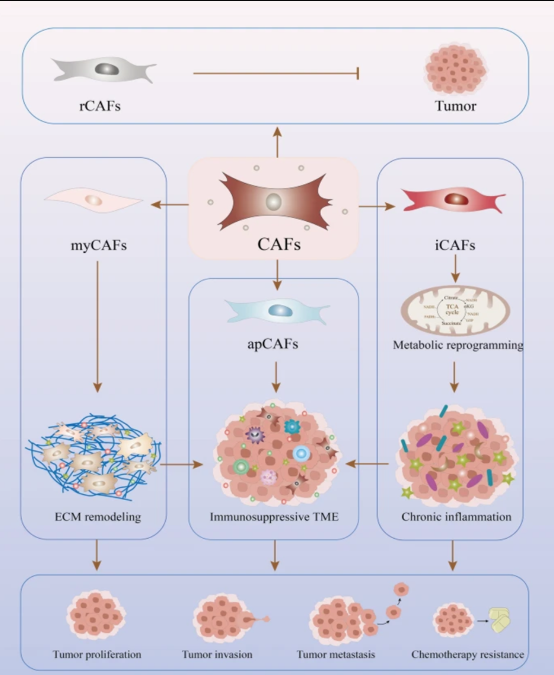 rCAFs
Tumor
CAFs
myCAFs
iCAFs
TCA
cycle
apCAFs
Metabolic reprogramming
ECM remodeling
Immunosuppressive TME
Chronic inflammation
Tumor proliferation
Tumor invasion
Tumor metastasis
Chemotherapy resistance